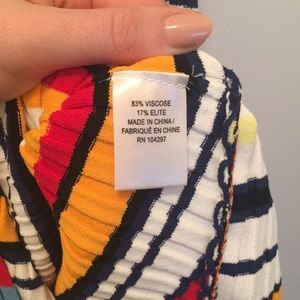 83% VISCOSE
17% ELITE
MADE IN CHINA/
FABRIQUÉ EN CHINE
RN 104297